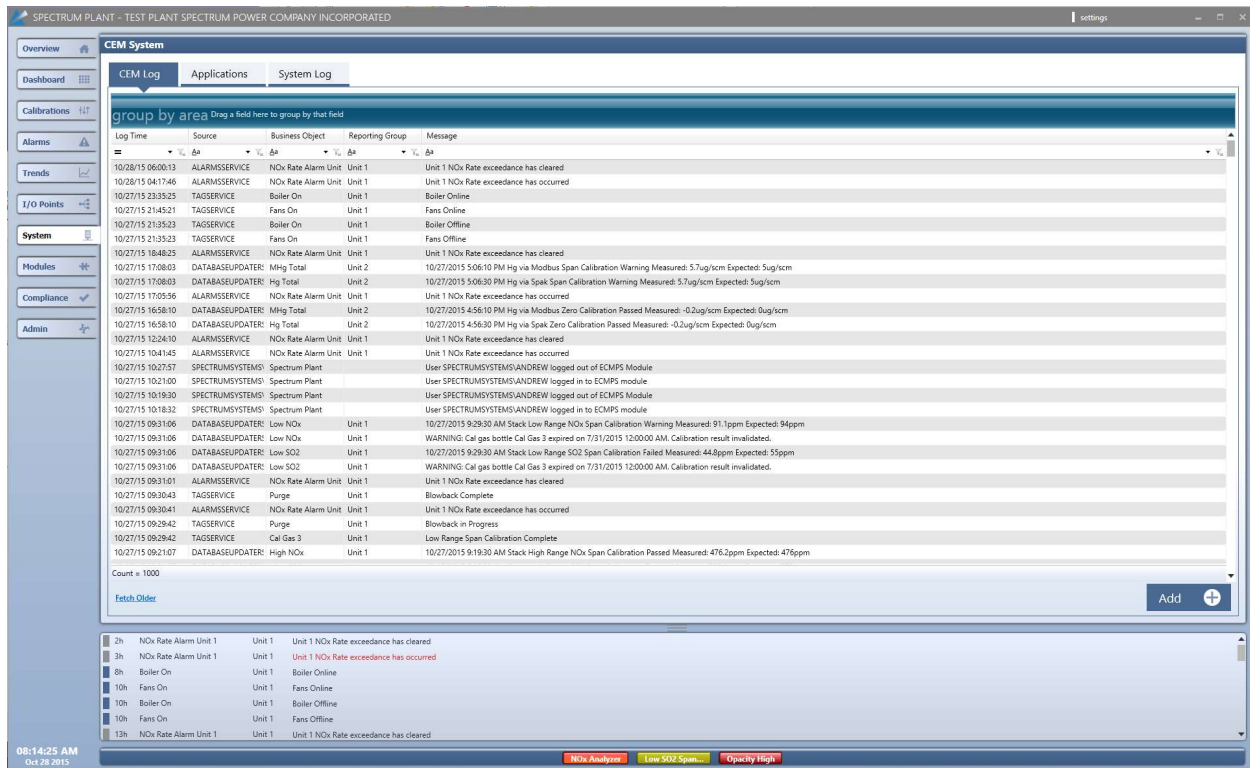 SPECTRUM PLANT - TEST PLANT SPECTRUM POWER COMPANY INCORPORATED
settings
Overview
Dashboard
Calibrations
Alarms
Trends
I/O Points
System
Modules
Compliance
Admin
CEM System
CEM Log Applications System Log
group by area Drag a field here to group by that field
Log Time Source Business Object Reporting Group Message
= Aa Aa Aa Aa
10/28/15 06:00:13 ALARMSSERVICE NOx Rate Alarm Unit Unit 1 Unit 1 NOx Rate exceedance has cleared
10/28/15 04:17:46 ALARMSSERVICE NOx Rate Alarm Unit Unit 1 Unit 1 NOx Rate exceedance has occurred
10/27/15 23:35:25 TAGSERVICE Boiler On Unit 1 Boiler Online
10/27/15 21:45:21 TAGSERVICE Fans On Unit 1 Fans Online
10/27/15 21:35:23 TAGSERVICE Boiler On Unit 1 Boiler Offline
10/27/15 21:35:23 TAGSERVICE Fans On Unit 1 Fans Offline
10/27/15 18:48:25 ALARMSSERVICE NOx Rate Alarm Unit Unit 1 Unit 1 NOx Rate exceedance has cleared
10/27/15 17:08:03 DATABASEUPDATER MHg Total Unit 2 10/27/2015 5:06:10 PM Hg via Modbus Span Calibration Warning Measured: 5.7ug/scm Expected: 5ug/scm
10/27/15 17:08:03 DATABASEUPDATER Hg Total Unit 2 10/27/2015 5:06:30 PM Hg via Spak Span Calibration Warning Measured: 5.7ug/scm Expected: 5ug/scm
10/27/15 17:05:56 ALARMSSERVICE NOx Rate Alarm Unit Unit 1 Unit 1 NOx Rate exceedance has occurred
10/27/15 16:58:10 DATABASEUPDATER MHg Total Unit 2 10/27/2015 4:56:10 PM Hg via Modbus Zero Calibration Passed Measured: -0.2ug/scm Expected: 0ug/scm
10/27/15 16:58:10 DATABASEUPDATER Hg Total Unit 2 10/27/2015 4:56:30 PM Hg via Spak Zero Calibration Passed Measured: -0.2ug/scm Expected: 0ug/scm
10/27/15 12:24:10 ALARMSSERVICE NOx Rate Alarm Unit Unit 1 Unit 1 NOx Rate exceedance has cleared
10/27/15 10:41:45 ALARMSSERVICE NOx Rate Alarm Unit Unit 1 Unit 1 NOx Rate exceedance has occurred
10/27/15 10:27:57 SPECTRUMSYSTEMS\ Spectrum Plant User SPECTRUMSYSTEMS\ANDREW logged out of ECMPS Module
10/27/15 10:21:00 SPECTRUMSYSTEMS\ Spectrum Plant User SPECTRUMSYSTEMS\ANDREW logged in to ECMPS module
10/27/15 10:19:30 SPECTRUMSYSTEMS\ Spectrum Plant User SPECTRUMSYSTEMS\ANDREW logged out of ECMPS Module
10/27/15 10:18:32 SPECTRUMSYSTEMS\ Spectrum Plant User SPECTRUMSYSTEMS\ANDREW logged in to ECMPS module
10/27/15 09:31:06 DATABASEUPDATER Low NOx Unit 1 10/27/2015 9:29:30 AM Stack Low Range NOx Span Calibration Warning Measured: 91.1ppm Expected: 94ppm
10/27/15 09:31:06 DATABASEUPDATER Low NOx Unit 1 WARNING: Cal gas bottle Cal Gas 3 expired on 7/31/2015 12:00:00 AM. Calibration result invalidated.
10/27/15 09:31:06 DATABASEUPDATER Low SO2 Unit 1 10/27/2015 9:29:30 AM Stack Low Range SO2 Span Calibration Failed Measured: 44.8ppm Expected: 55ppm
10/27/15 09:31:06 DATABASEUPDATER Low SO2 Unit 1 WARNING: Cal gas bottle Cal Gas 3 expired on 7/31/2015 12:00:00 AM. Calibration result invalidated.
10/27/15 09:31:01 ALARMSSERVICE NOx Rate Alarm Unit Unit 1 Unit 1 NOx Rate exceedance has cleared
10/27/15 09:30:43 TAGSERVICE Purge Unit 1 Blowback Complete
10/27/15 09:30:41 ALARMSSERVICE NOx Rate Alarm Unit Unit 1 Unit 1 NOx Rate exceedance has occurred
10/27/15 09:29:42 TAGSERVICE Purge Unit 1 Blowback in Progress
10/27/15 09:29:42 TAGSERVICE Cal Gas 3 Unit 1 Low Range Span Calibration Complete
10/27/15 09:21:07 DATABASEUPDATER High NOx Unit 1 10/27/2015 9:19:30 AM Stack High Range NOx Span Calibration Passed Measured: 476.2ppm Expected: 476ppm
Count = 1000
Fetch Older
Add
2h NOx Rate Alarm Unit 1 Unit 1 Unit 1 NOx Rate exceedance has cleared
3h NOx Rate Alarm Unit 1 Unit 1 Unit 1 NOx Rate exceedance has occurred
8h Boiler On Unit 1 Boiler Online
10h Fans On Unit 1 Fans Online
10h Boiler On Unit 1 Boiler Offline
10h Fans On Unit 1 Fans Offline
13h NOx Rate Alarm Unit 1 Unit 1 Unit 1 NOx Rate exceedance has cleared
08:14:25 AM
Oct 28 2015
NOx Analyzer Low SO2 Span... Opacity High